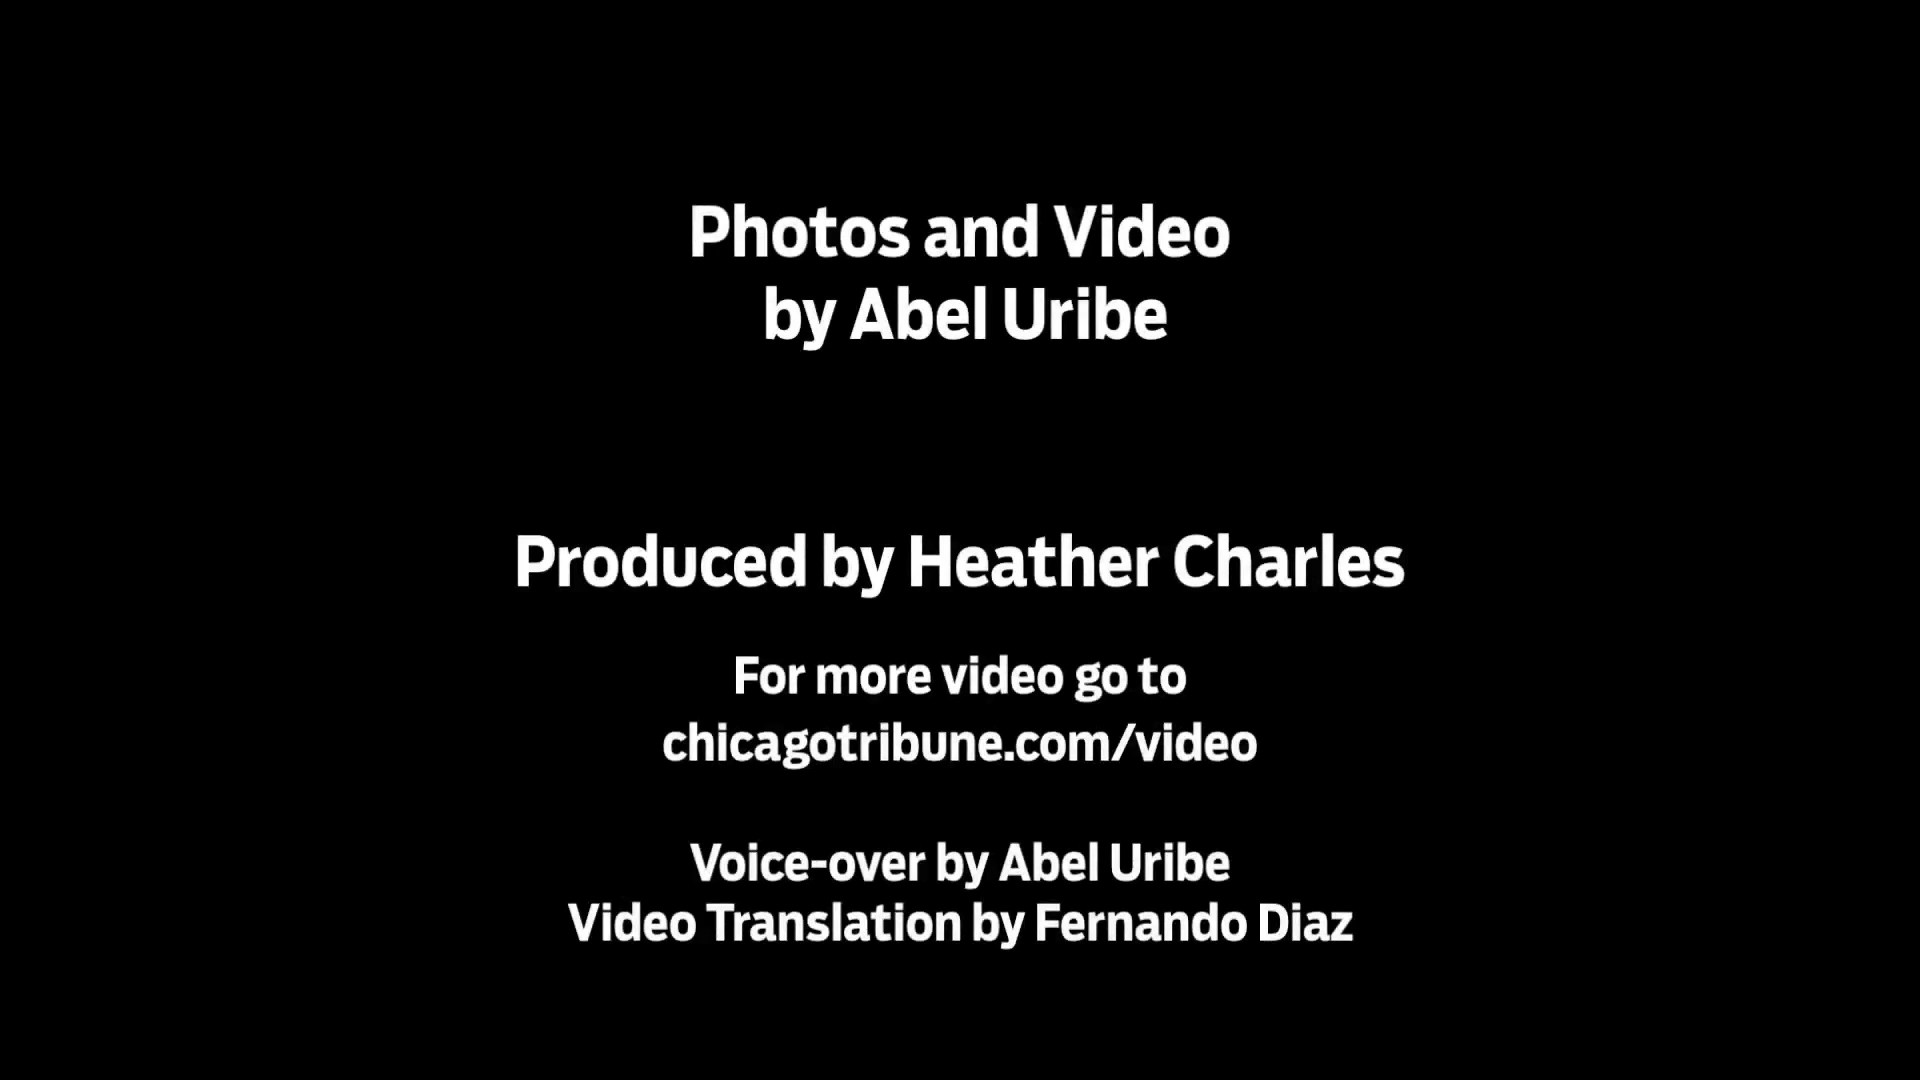 Photos and Video
by Abel Uribe
Produced by Heather Charles
For more video go to
chicagotribune.com/video
Voice-over by Abel Uribe
Video Translation by Fernando Diaz